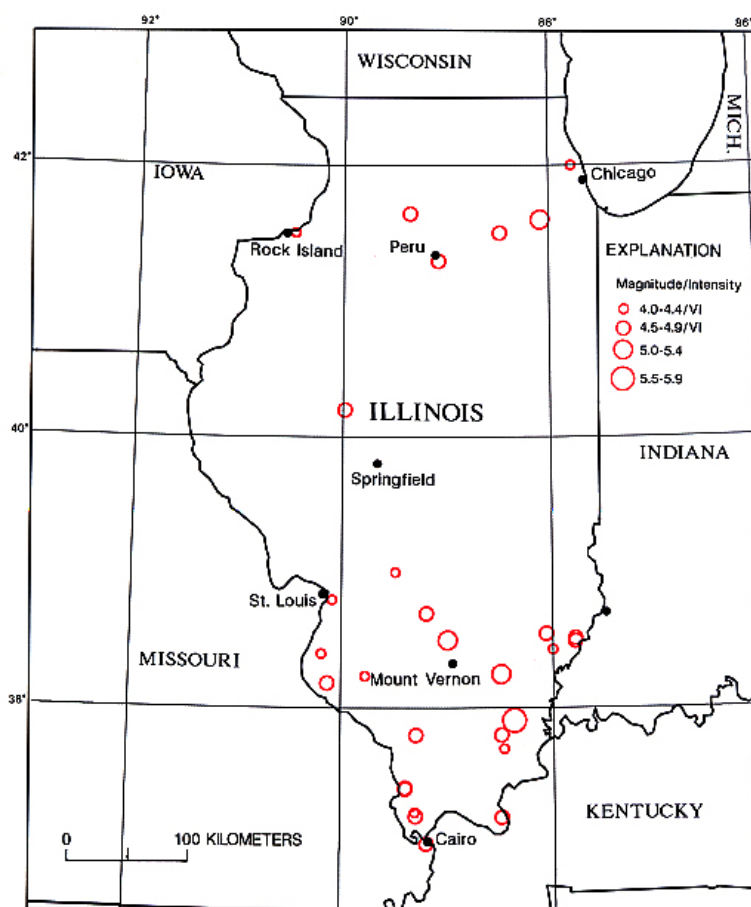 92°
90°
86°
86°
WISCONSIN
MICH.
42°
IOWA
Chicago
Rock Island
Peru
EXPLANATION
Magnitude/Intensity
4.0-4.4/VI
4.5-4.9/VI
5.0-5.4
5.5-5.9
40°
ILLINOIS
INDIANA
Springfield
St. Louis
MISSOURI
Mount Vernon
38°
KENTUCKY
0 100 KILOMETERS
Cairo